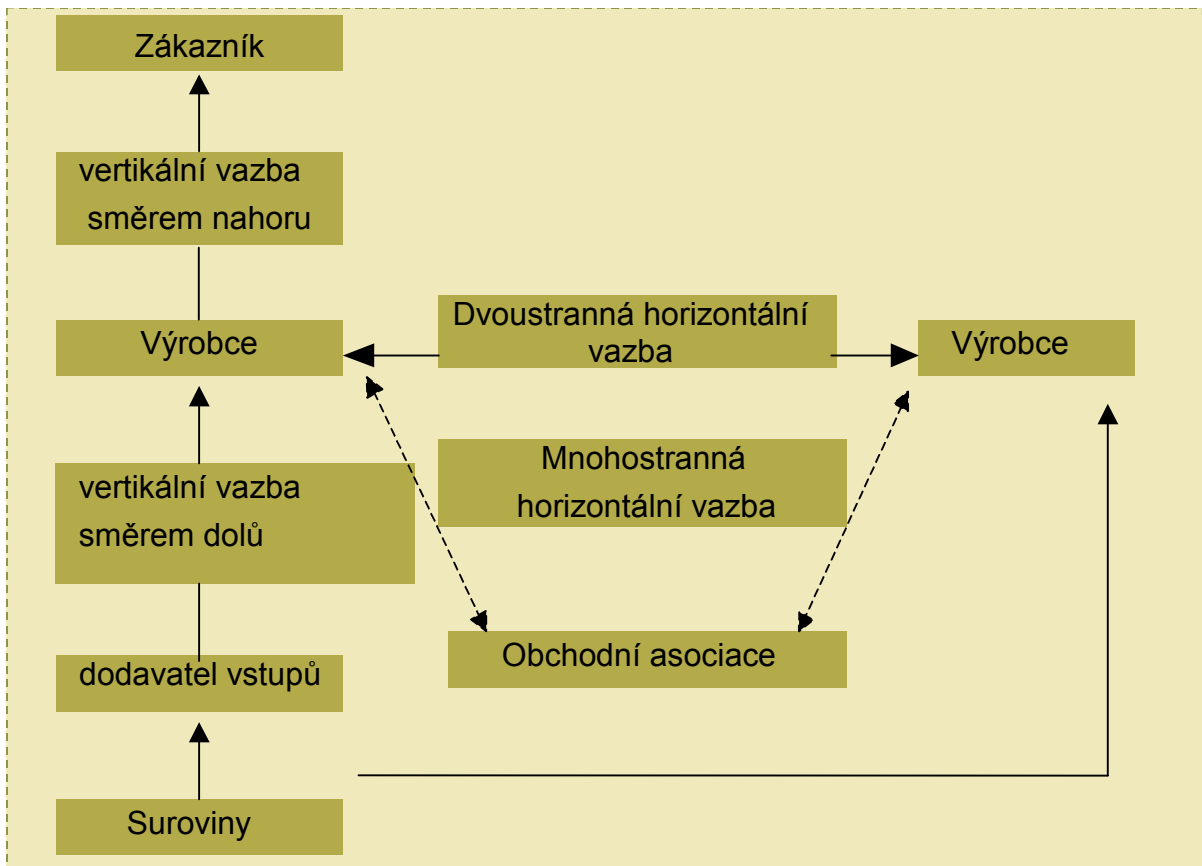 Zákazník
vertikální vazba
směrem nahoru
Výrobce
Dvoustranná horizontální
vazba
Výrobce
vertikální vazba
směrem dolů
Mnohostranná
horizontální vazba
dodavatel vstupů
Obchodní asociace
Suroviny